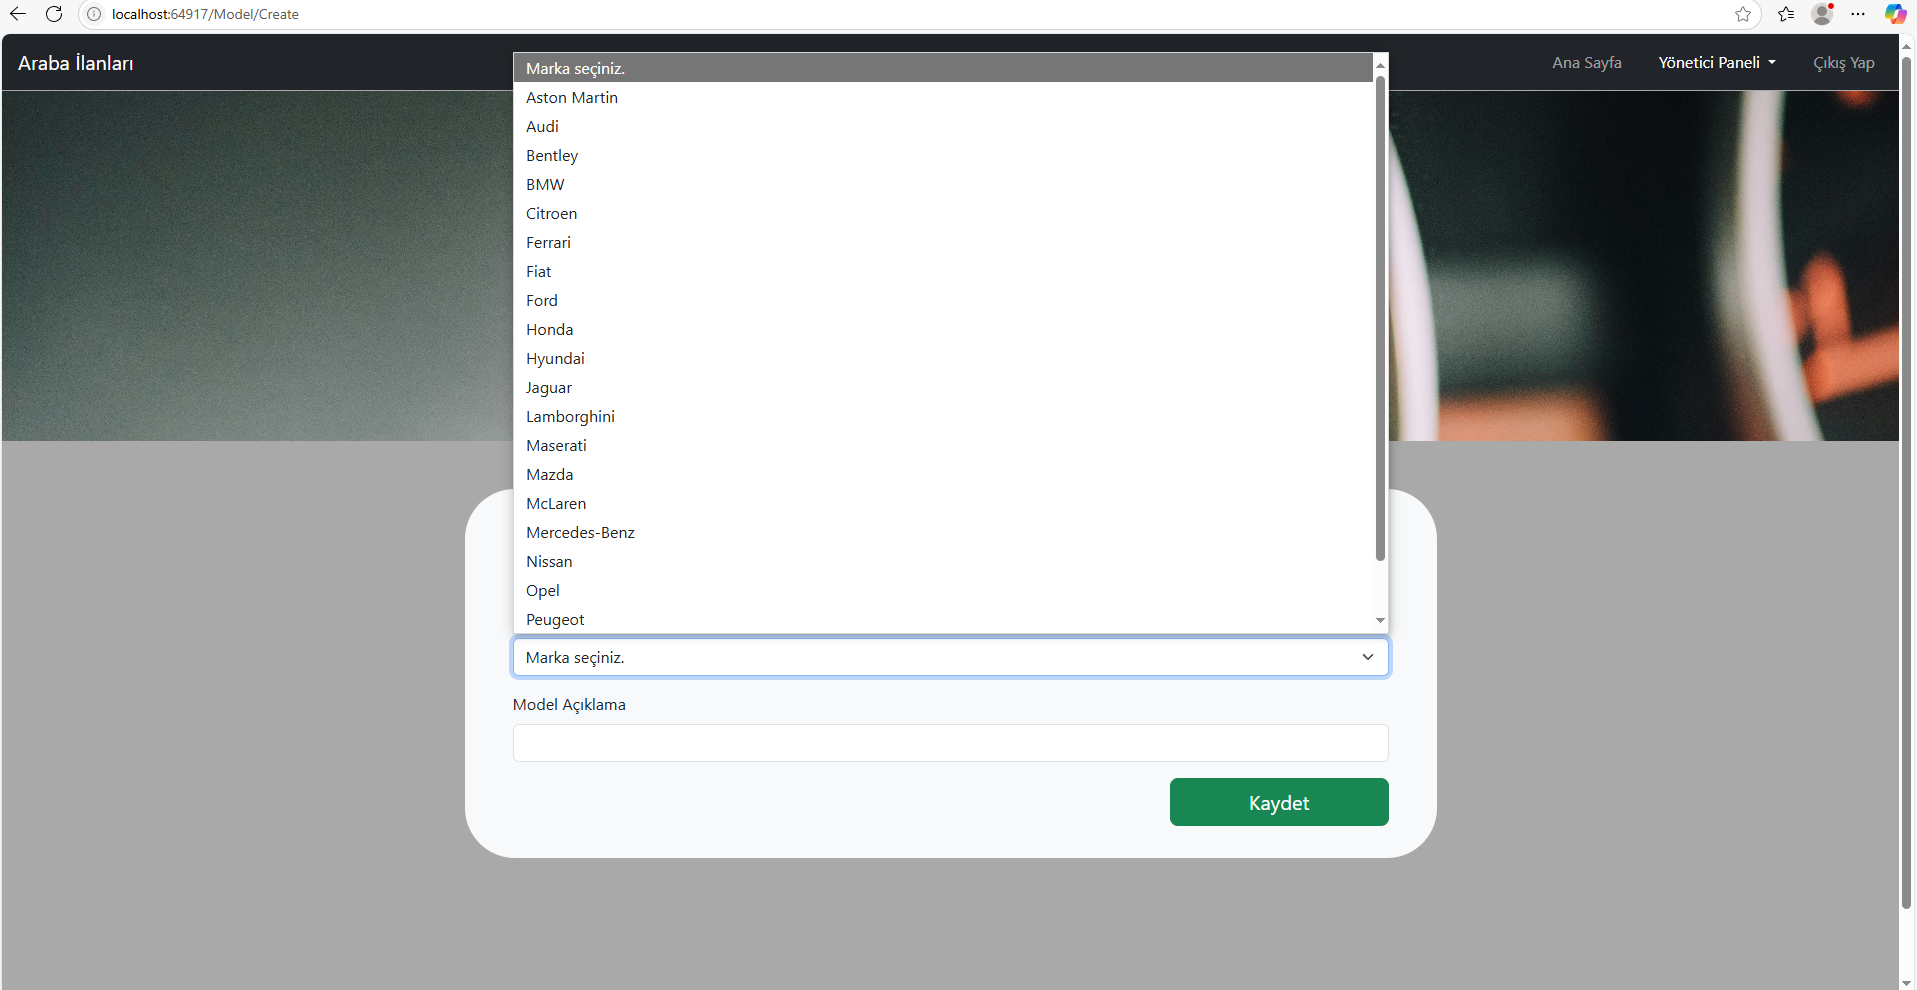 localhost:64917/Model/Create
Araba İlanları
Ana Sayfa
Yönetici Paneli
Çıkış Yap
Marka seçiniz.
Aston Martin
Audi
Bentley
BMW
Citroen
Ferrari
Fiat
Ford
Honda
Hyundai
Jaguar
Lamborghini
Maserati
Mazda
McLaren
Mercedes-Benz
Nissan
Opel
Peugeot
Marka seçiniz.
Model Açıklama
Kaydet